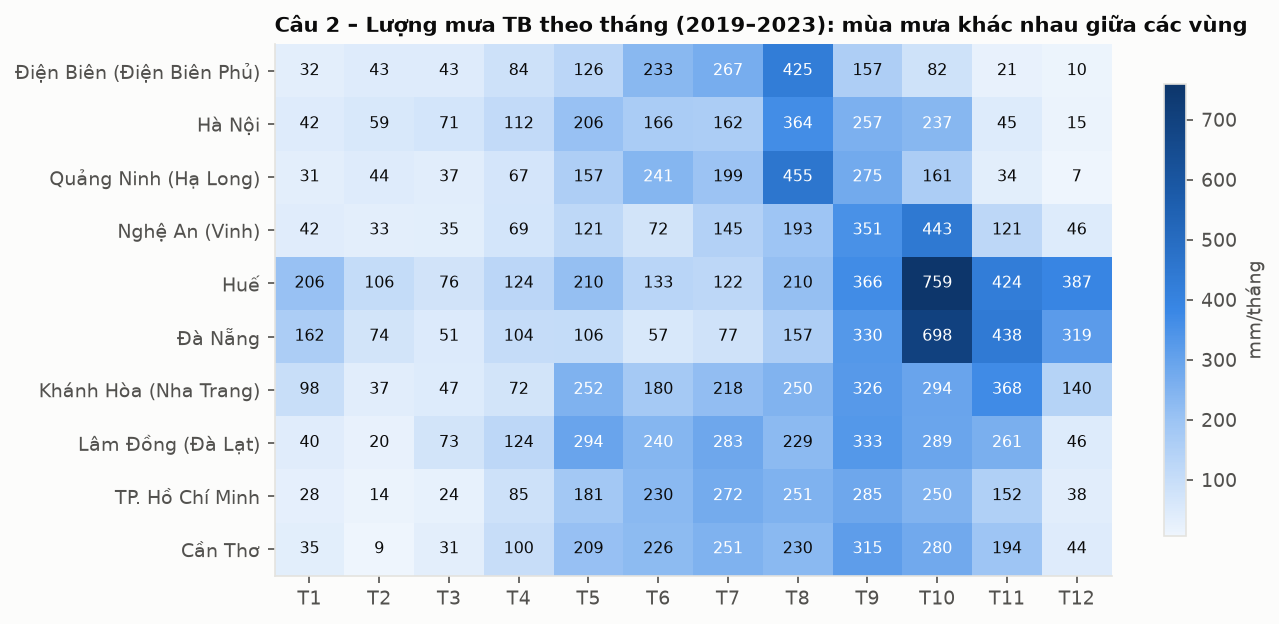 Câu 2 – Lượng mưa TB theo tháng (2019–2023): mùa mưa khác nhau giữa các vùng
Điện Biên (Điện Biên Phủ) 32 43 43 84 126 233 267 425 157 82 21 10
Hà Nội 42 59 71 112 206 166 162 364 257 237 45 15
Quảng Ninh (Hạ Long) 31 44 37 67 157 241 199 455 275 161 34 7
Nghệ An (Vinh) 42 33 35 69 121 72 145 193 351 443 121 46
Huế 206 106 76 124 210 133 122 210 366 759 424 387
Đà Nẵng 162 74 51 104 106 57 77 157 330 698 438 319
Khánh Hòa (Nha Trang) 98 37 47 72 252 180 218 250 326 294 368 140
Lâm Đồng (Đà Lạt) 40 20 73 124 294 240 283 229 333 289 261 46
TP. Hồ Chí Minh 28 14 24 85 181 230 272 251 285 250 152 38
Cần Thơ 35 9 31 100 209 226 251 230 315 280 194 44
T1 T2 T3 T4 T5 T6 T7 T8 T9 T10 T11 T12
700
600
500
400
300
200
100
mm/tháng